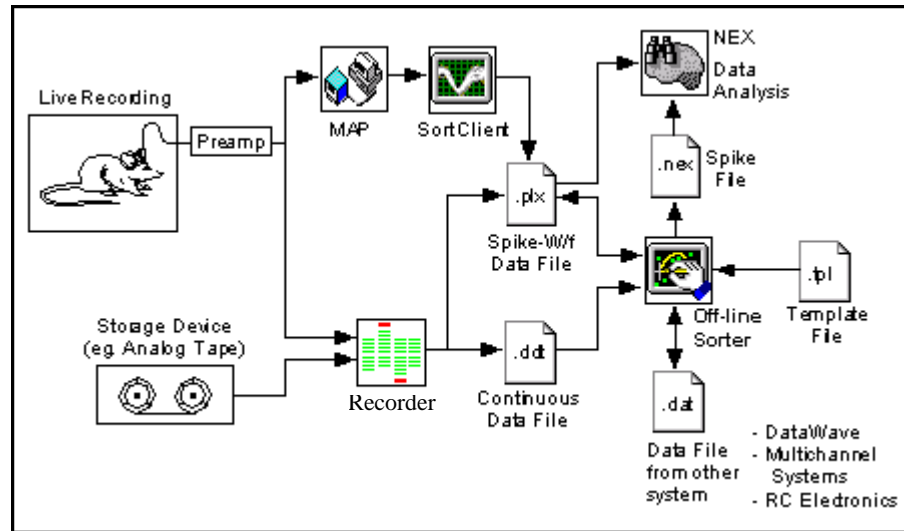 Live Recording
Preamp
MAP
SortClient
NEX
Data
Analysis
.nex
Spike
File
.plx
Spike-W/f
Data File
Off-line
Sorter
.tpl
Template
File
Storage Device
(eg. Analog Tape)
Recorder
.ddt
Continuous
Data File
.dat
Data File
from other
system
- DataWave
- Multichannel
Systems
- RC Electronics